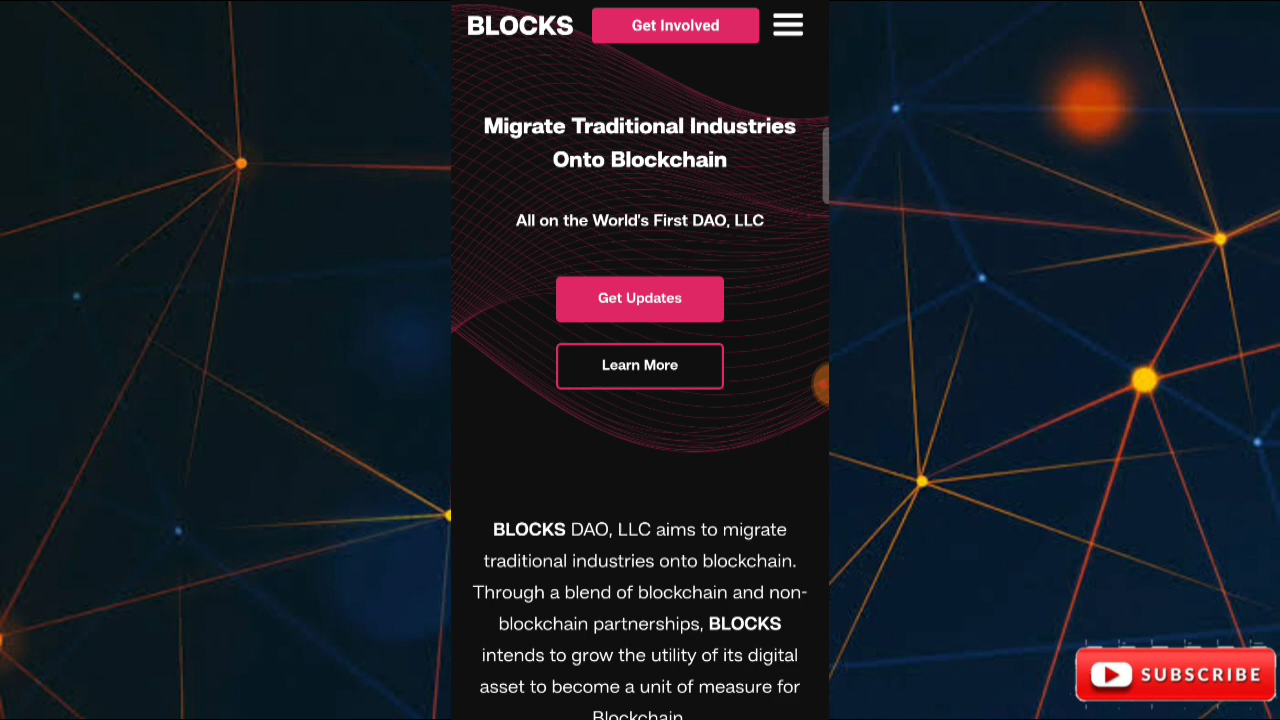 BLOCKS
Get Involved
Migrate Traditional Industries
Onto Blockchain
All on the World's First DAO, LLC
Get Updates
Learn More
BLOCKS DAO, LLC aims to migrate
traditional industries onto blockchain.
Through a blend of blockchain and non-
blockchain partnerships, BLOCKS
intends to grow the utility of its digital
asset to become a unit of measure for
Blockchain
SUBSCRIBE